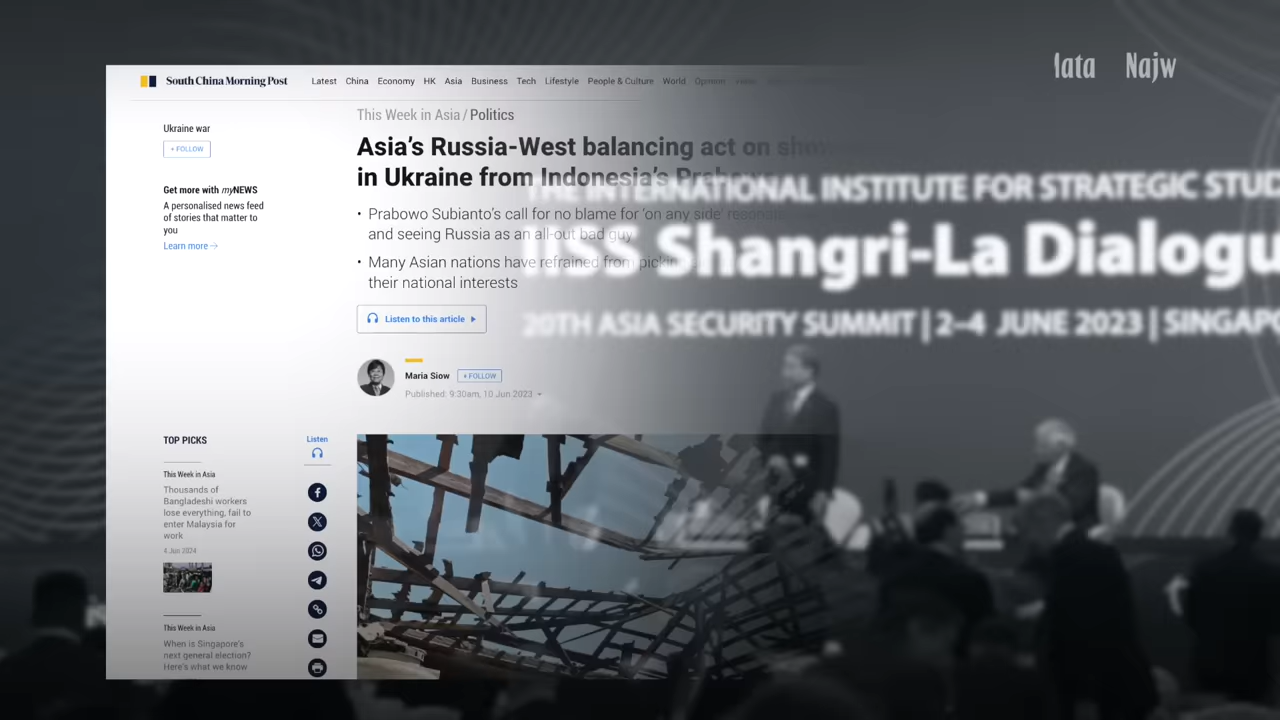 Mata Najw
South China Morning Post
Latest China Economy HK Asia Business Tech Lifestyle People & Culture World Opinion
Ukraine war
+ FOLLOW
Get more with myNEWS
A personalised news feed
of stories that matter to
you
Learn more →
This Week in Asia / Politics
Asia's Russia-West balancing act on show
in Ukraine from Indonesia's
• Prabowo Subianto's call for no blame for 'on any side'
and seeing Russia as an all-out bad guy
• Many Asian nations have refrained from
their national interests
Listen to this article
Maria Siow + FOLLOW
Published: 9:30am, 10 Jun 2023
THE INTERNATIONAL INSTITUTE FOR STRATEGIC STUD
IISS Shangri-La Dialogu
20TH ASIA SECURITY SUMMIT | 2–4 JUNE 2023 | SINGAPO
TOP PICKS
This Week in Asia
Thousands of
Bangladeshi workers
lose everything, fail to
enter Malaysia for
work
4 Jun 2024
This Week in Asia
When is Singapore's
next general election?
Here's what we know
Listen